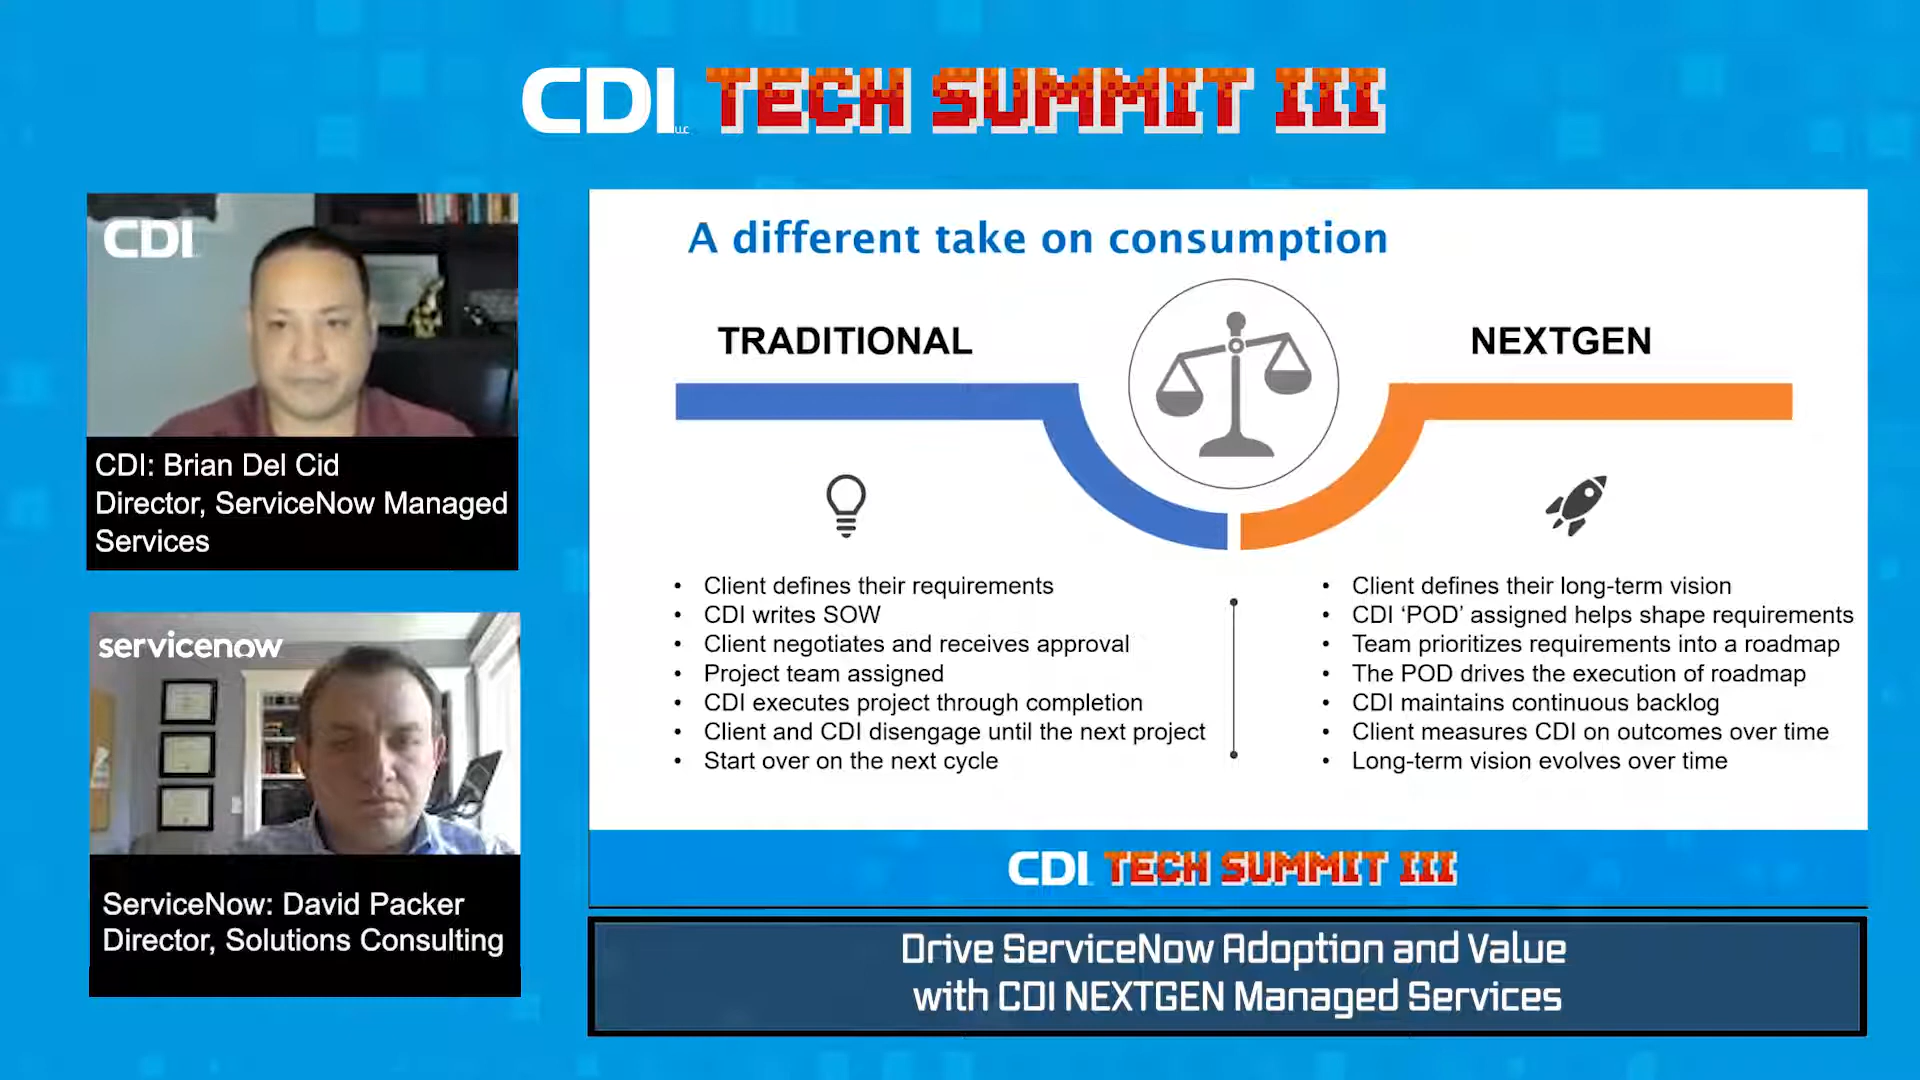 CDI LLC TECH SUMMIT III
CDI
CDI: Brian Del Cid
Director, ServiceNow Managed
Services
servicenow
ServiceNow: David Packer
Director, Solutions Consulting
A different take on consumption
TRADITIONAL
• Client defines their requirements
• CDI writes SOW
• Client negotiates and receives approval
• Project team assigned
• CDI executes project through completion
• Client and CDI disengage until the next project
• Start over on the next cycle
NEXTGEN
• Client defines their long-term vision
• CDI ‘POD’ assigned helps shape requirements
• Team prioritizes requirements into a roadmap
• The POD drives the execution of roadmap
• CDI maintains continuous backlog
• Client measures CDI on outcomes over time
• Long-term vision evolves over time
CDI TECH SUMMIT III
Drive ServiceNow Adoption and Value
with CDI NEXTGEN Managed Services